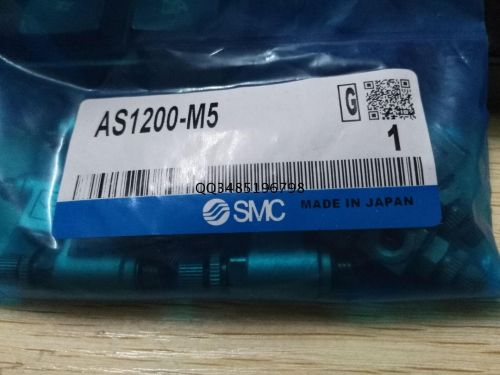 AS1200-M5
G
1
QQ3485196798
SMC MADE IN JAPAN